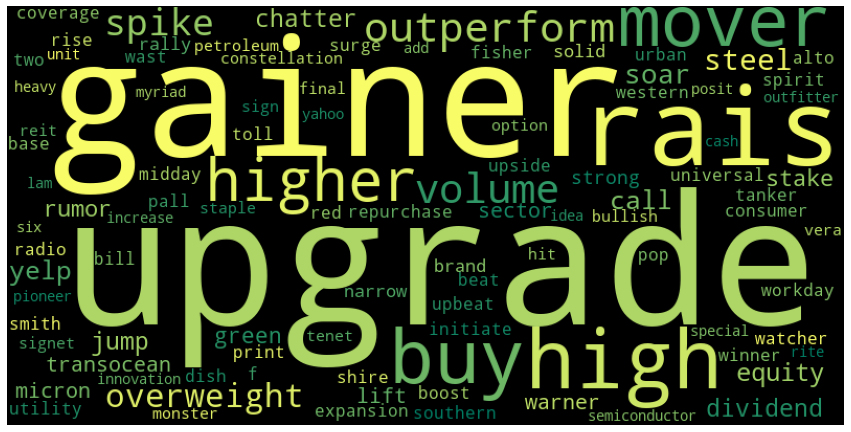 coverage spike chatter outperform mover
two rise rally petroleum surge add fisher solid urban steel alto
unit wast constellation soar spirit
heavy myriad gainer final western posit outfitter
sign yahoo rais
reit toll option cash
base midday higher upside strong universal stake
lam pall staple volume sector call tanker
rumor increase red repurchase idea bullish consumer
six vera
radio bill upgrade hit pop
yelp brand beat workday
pioneer narrow upbeat
smith green initiate special watcher
signet jump tenet buy high winner rite
transocean print equity
innovation dish f shire lift boost
micron overweight warner dividend
utility monster expansion southern semiconductor